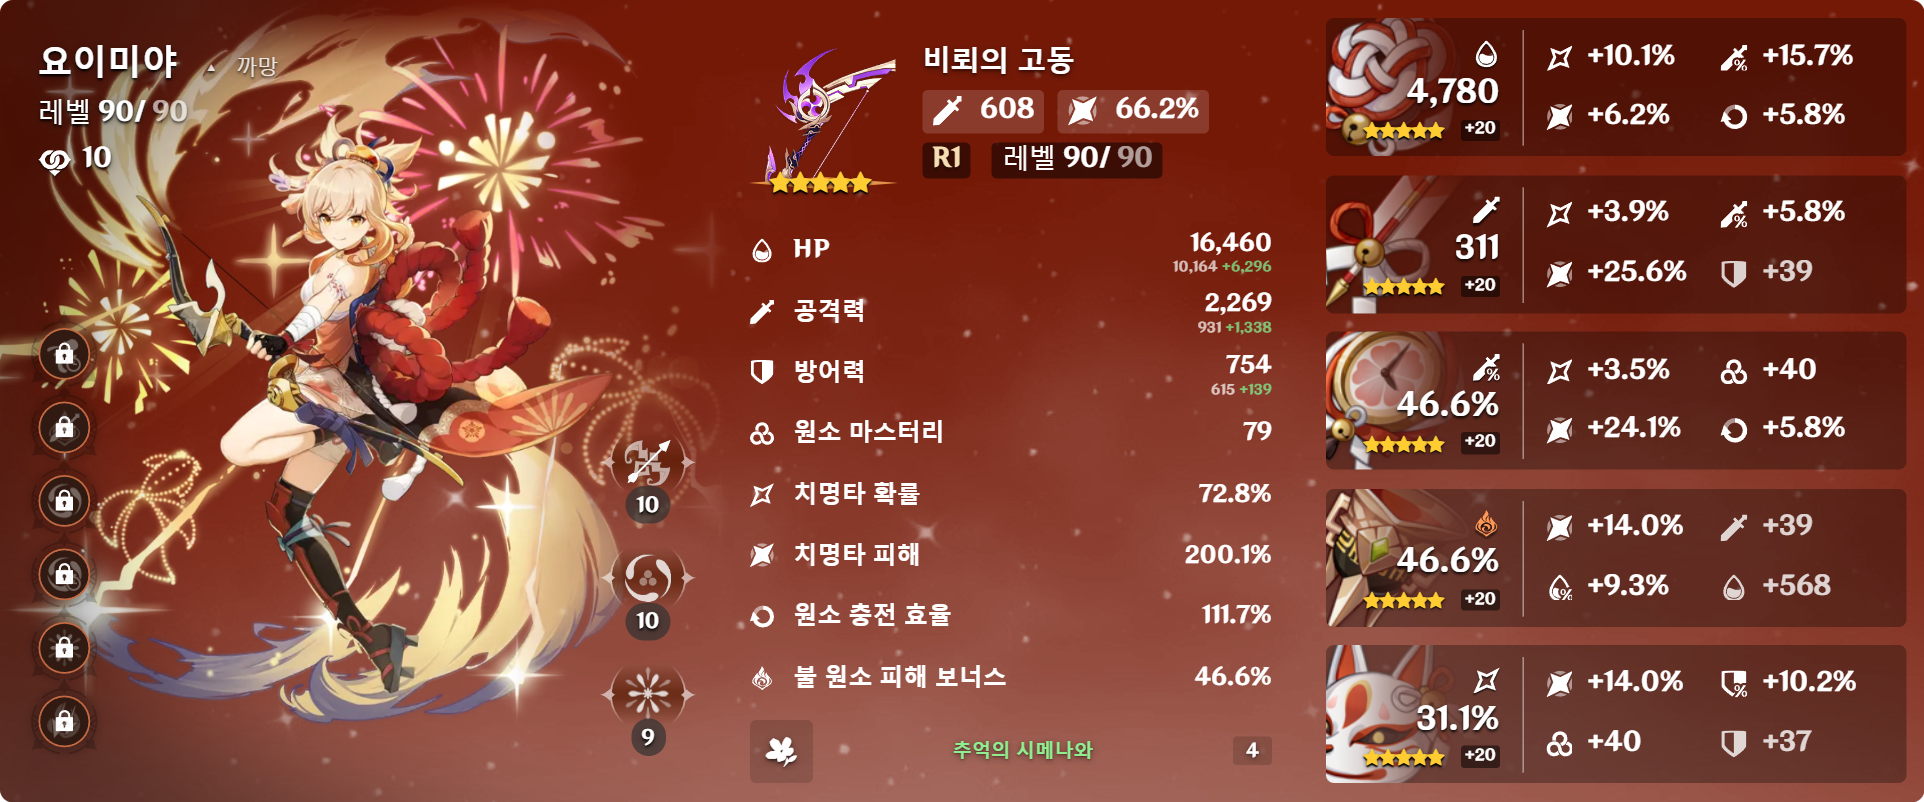 요이미야 ▲ 까망
레벨 90/ 90
10
10
10
9
비뢰의 고동
608 66.2%
R1 레벨 90/ 90
HP 16,460
10,164 +6,296
공격력 2,269
931 +1,338
방어력 754
615 +139
원소 마스터리 79
치명타 확률 72.8%
치명타 피해 200.1%
원소 충전 효율 111.7%
불 원소 피해 보너스 46.6%
추억의 시메나와 4
4,780
+20
+10.1% +15.7%
+6.2% +5.8%
311
+20
+3.9% +5.8%
+25.6% +39
46.6%
+20
+3.5% +40
+24.1% +5.8%
46.6%
+20
+14.0% +39
+9.3% +568
31.1%
+20
+14.0% +10.2%
+40 +37